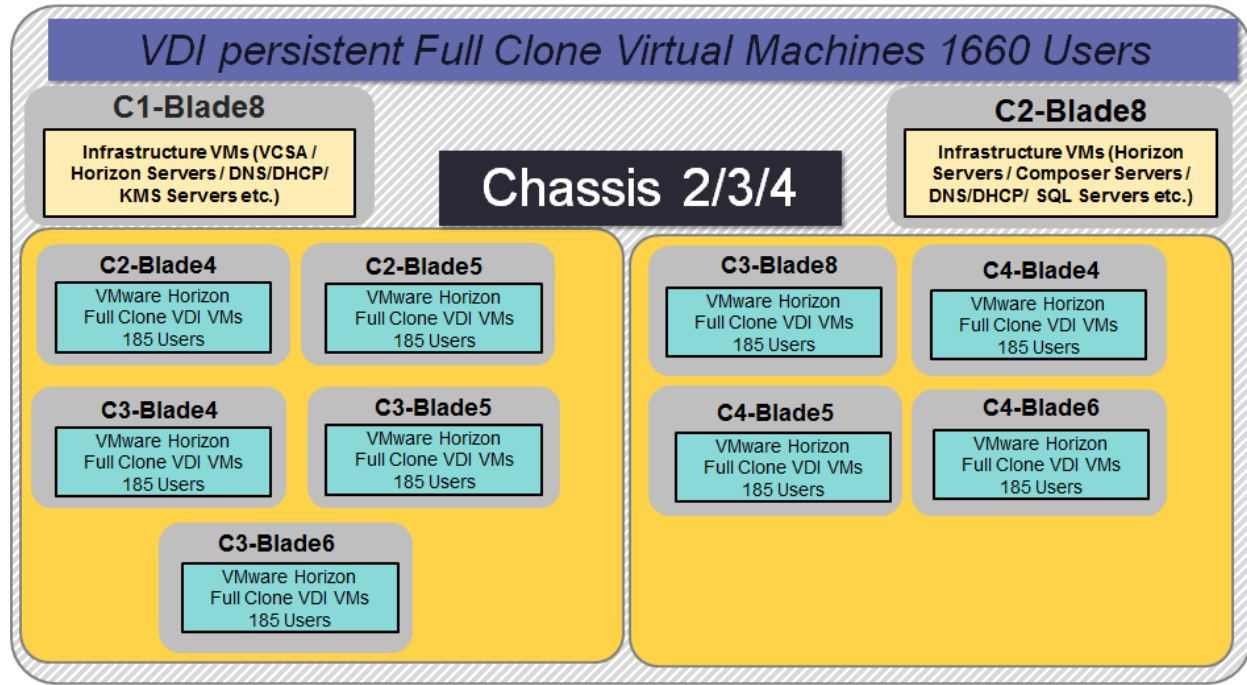 VDI persistent Full Clone Virtual Machines 1660 Users
C1-Blade8
Infrastructure VMs (VCSA /
Horizon Servers / DNS/DHCP/
KMS Servers etc.)
Chassis 2/3/4
C2-Blade8
Infrastructure VMs (Horizon
Servers / Composer Servers /
DNS/DHCP/ SQL Servers etc.)
C2-Blade4
VMware Horizon
Full Clone VDI VMs
185 Users
C2-Blade5
VMware Horizon
Full Clone VDI VMs
185 Users
C3-Blade4
VMware Horizon
Full Clone VDI VMs
185 Users
C3-Blade5
VMware Horizon
Full Clone VDI VMs
185 Users
C3-Blade6
VMware Horizon
Full Clone VDI VMs
185 Users
C3-Blade8
VMware Horizon
Full Clone VDI VMs
185 Users
C4-Blade4
VMware Horizon
Full Clone VDI VMs
185 Users
C4-Blade5
VMware Horizon
Full Clone VDI VMs
185 Users
C4-Blade6
VMware Horizon
Full Clone VDI VMs
185 Users